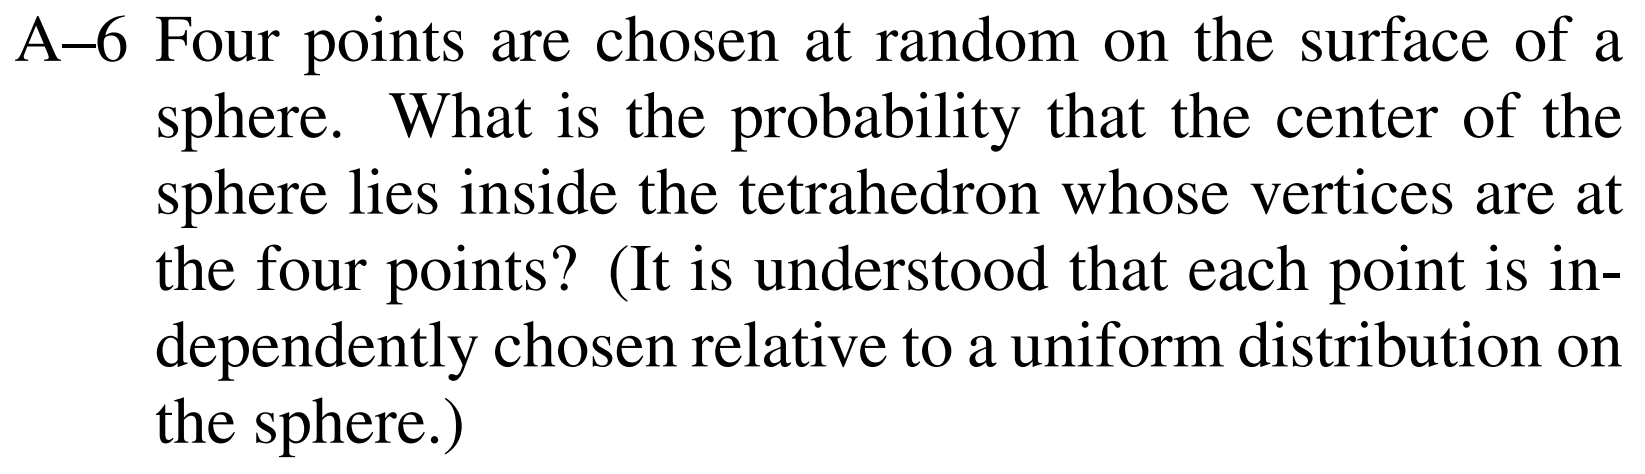 A–6 Four points are chosen at random on the surface of a
sphere. What is the probability that the center of the
sphere lies inside the tetrahedron whose vertices are at
the four points? (It is understood that each point is in-
dependently chosen relative to a uniform distribution on
the sphere.)